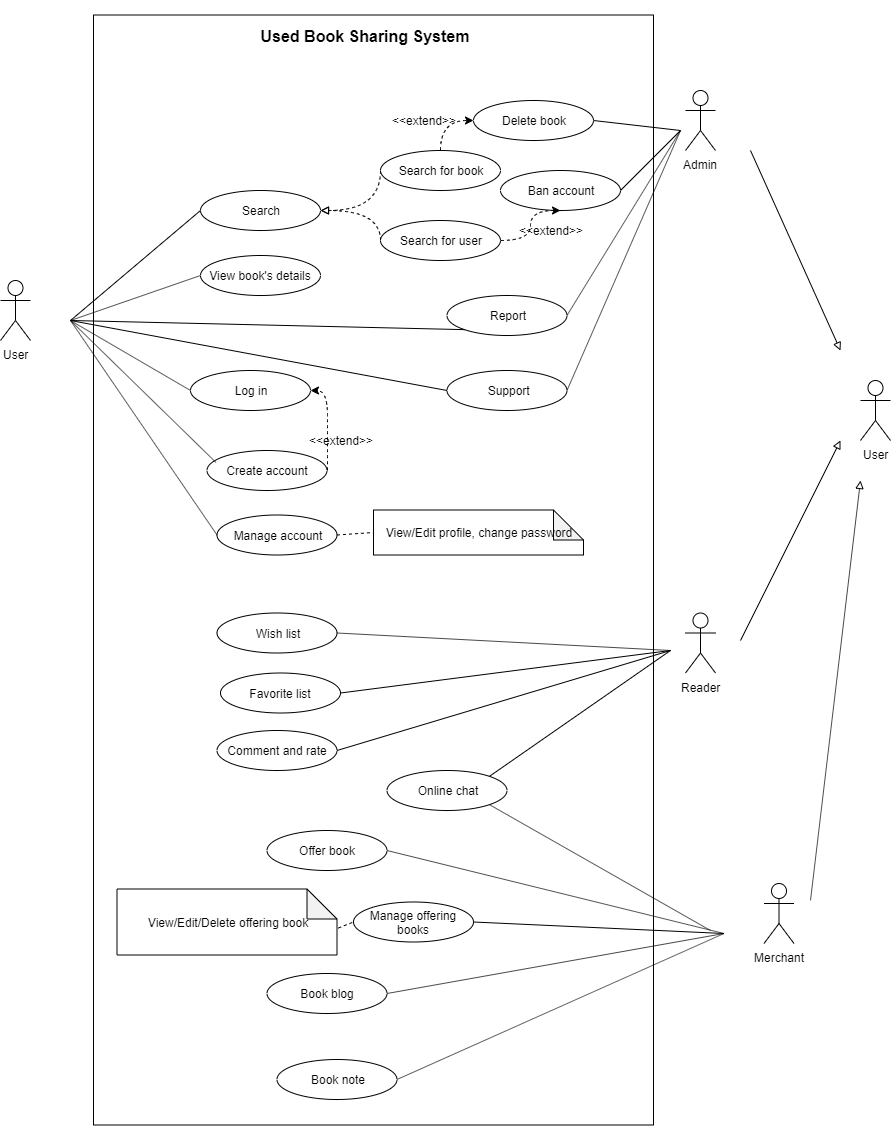 Used Book Sharing System
<<extend>>
Delete book
Search for book
Admin
Ban account
Search
Search for user
<<extend>>
View book's details
Report
User
Log in
Support
<<extend>>
User
Create account
Manage account
View/Edit profile, change password
Wish list
Reader
Favorite list
Comment and rate
Online chat
Offer book
View/Edit/Delete offering book
Manage offering
books
Merchant
Book blog
Book note